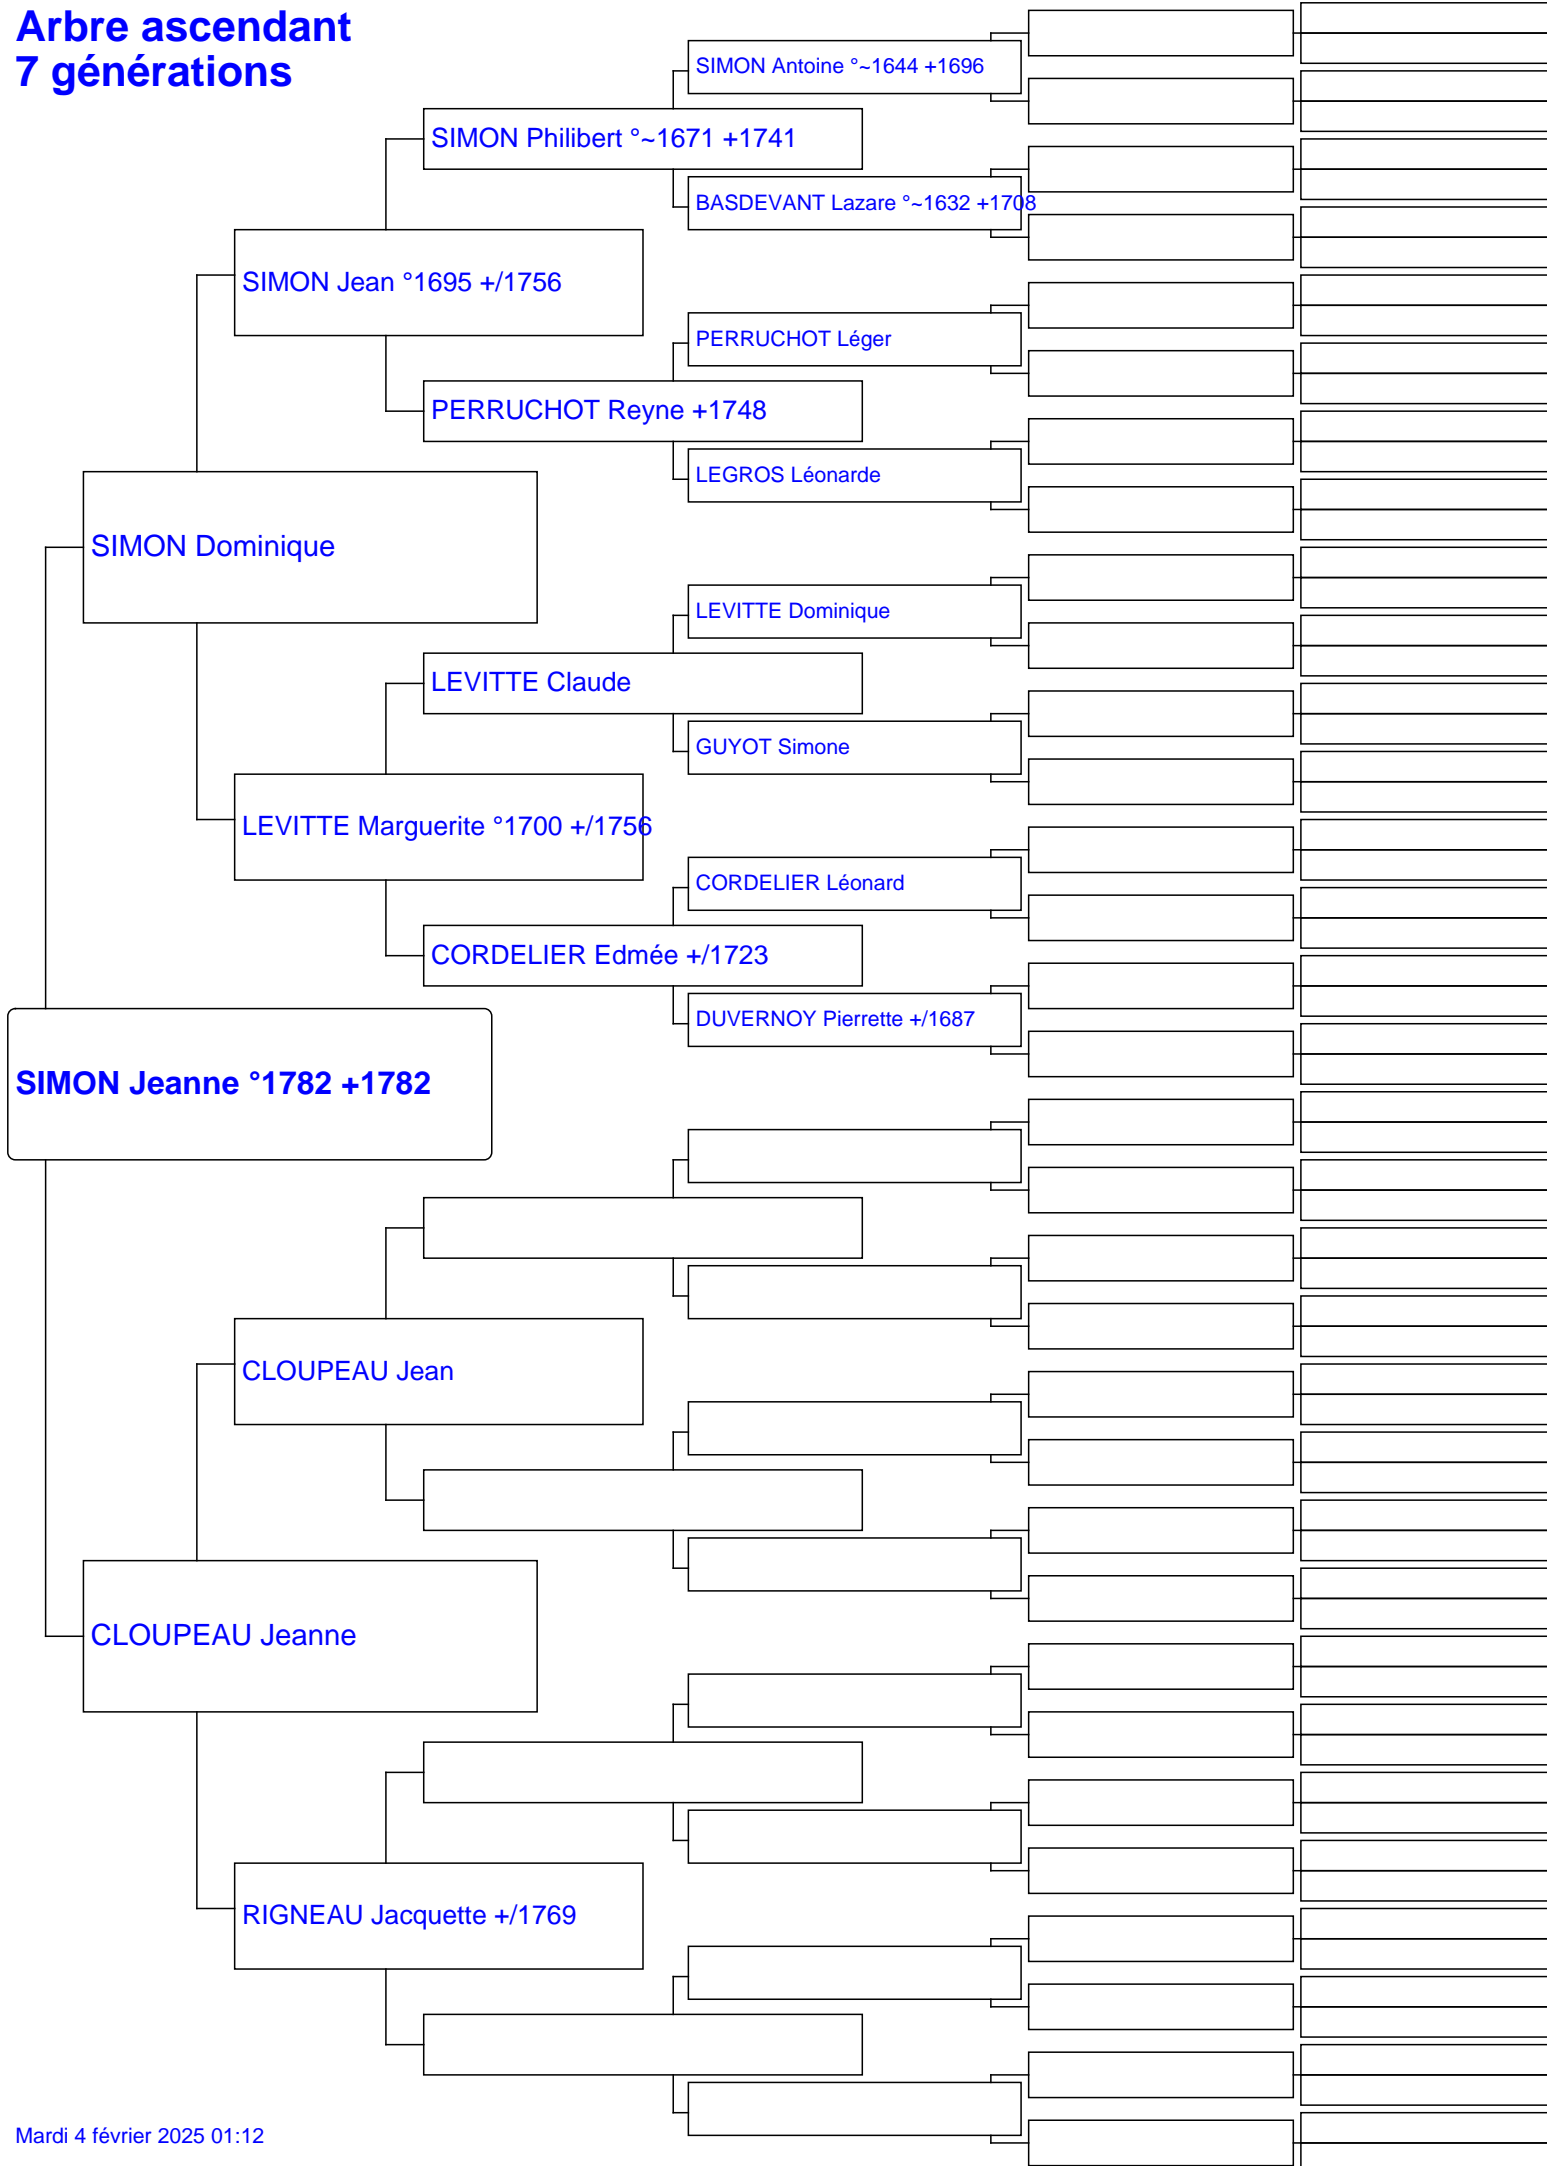 Arbre ascendant
7 générations
SIMON Antoine °~1644 +1696
SIMON Philibert °~1671 +1741
BASDEVANT Lazare °~1632 +1708
SIMON Jean °1695 +/1756
PERRUCHOT Léger
PERRUCHOT Reyne +1748
LEGROS Léonarde
SIMON Dominique
LEVITTE Dominique
LEVITTE Claude
GUYOT Simone
LEVITTE Marguerite °1700 +/1756
CORDELIER Léonard
CORDELIER Edmée +/1723
DUVERNOY Pierrette +/1687
SIMON Jeanne °1782 +1782
CLOUPEAU Jean
CLOUPEAU Jeanne
RIGNEAU Jacquette +/1769
Mardi 4 février 2025 01:12